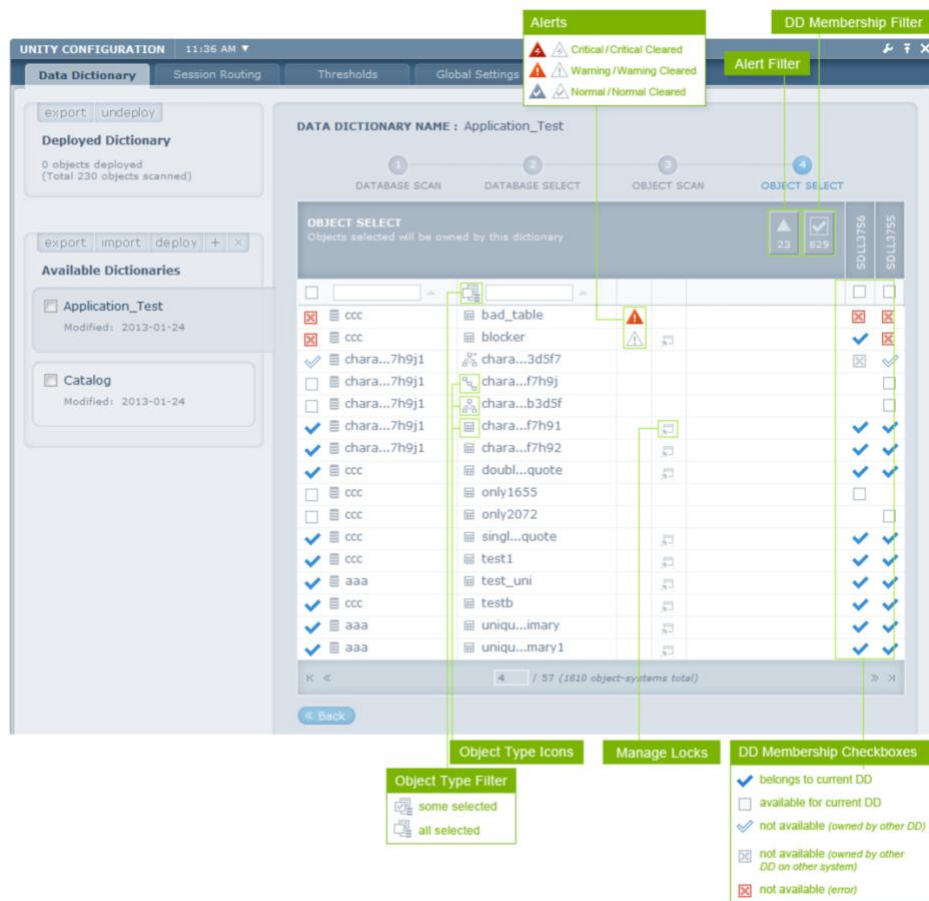 Alerts
DD Membership Filter
UNITY CONFIGURATION 11:36 AM ▼
Critical / Critical Cleared
Warning / Warning Cleared
Normal / Normal Cleared
Alert Filter
Data Dictionary Session Routing Thresholds Global Settings
export undeploy
Deployed Dictionary
0 objects deployed
(Total 230 objects scanned)
export import deploy + ×
Available Dictionaries
Application_Test
Modified: 2013-01-24
Catalog
Modified: 2013-01-24
DATA DICTIONARY NAME : Application_Test
1 2 3 4
DATABASE SCAN DATABASE SELECT OBJECT SCAN OBJECT SELECT
OBJECT SELECT
Objects selected will be owned by this dictionary
23 829
SDLL3756 SDLL3755
ccc bad_table
ccc blocker
chara...7h9j1 chara...3d5f7
chara...7h9j1 chara...f7h9j
chara...7h9j1 chara...b3d5f
chara...7h9j1 chara...f7h91
chara...7h9j1 chara...f7h92
ccc doubl...quote
ccc only1655
ccc only2072
ccc singl...quote
ccc test1
aaa test_uni
ccc testb
aaa uniqu...imary
aaa uniqu...mary1
4 / 57 (1810 object-systems total)
« Back
Object Type Icons
Manage Locks
DD Membership Checkboxes
Object Type Filter
some selected
all selected
belongs to current DD
available for current DD
not available (owned by other DD)
not available (owned by other
DD on other system)
not available (error)